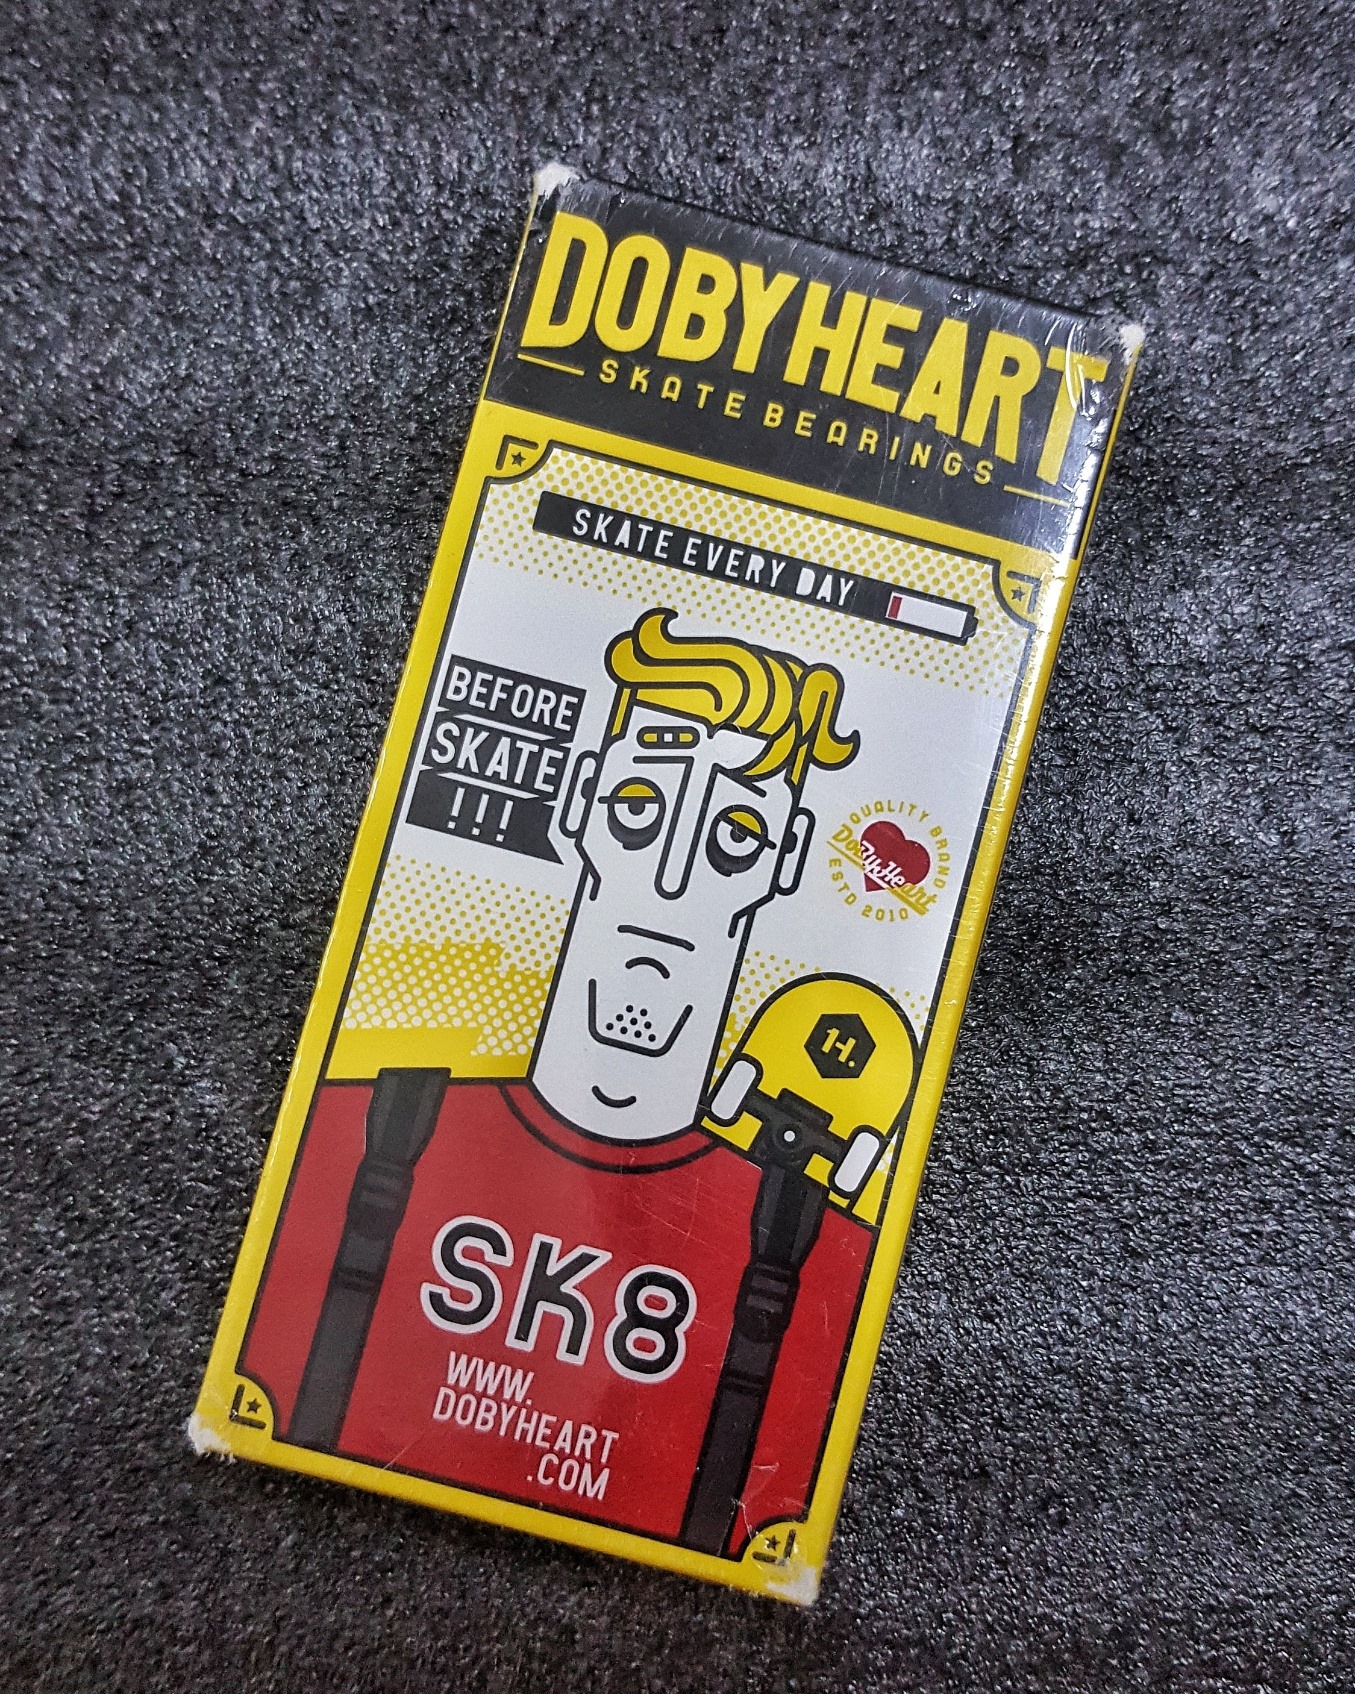 DOBYHEART
SKATE BEARINGS
SKATE EVERY DAY
BEFORE
SKATE
!!!
QUALITY BRAND
DoByHeart
ESTD 2010
1H.
SK8
WWW.
DOBYHEART
.COM